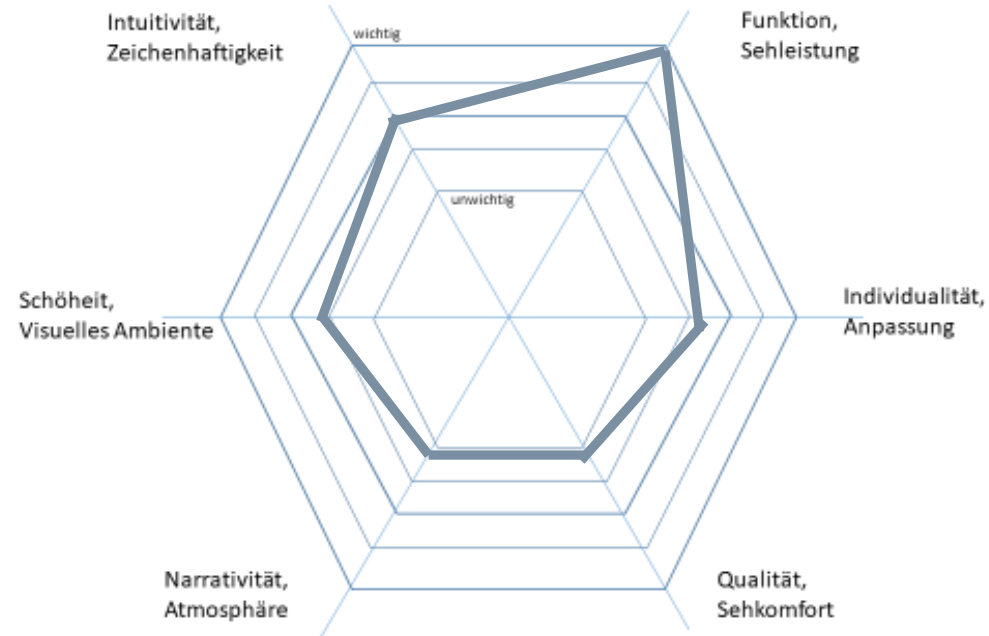 Intuitivität,
Zeichenhaftigkeit
wichtig
Funktion,
Sehleistung
unwichtig
Schöheit,
Visuelles Ambiente
Individualität,
Anpassung
Narrativität,
Atmosphäre
Qualität,
Sehkomfort